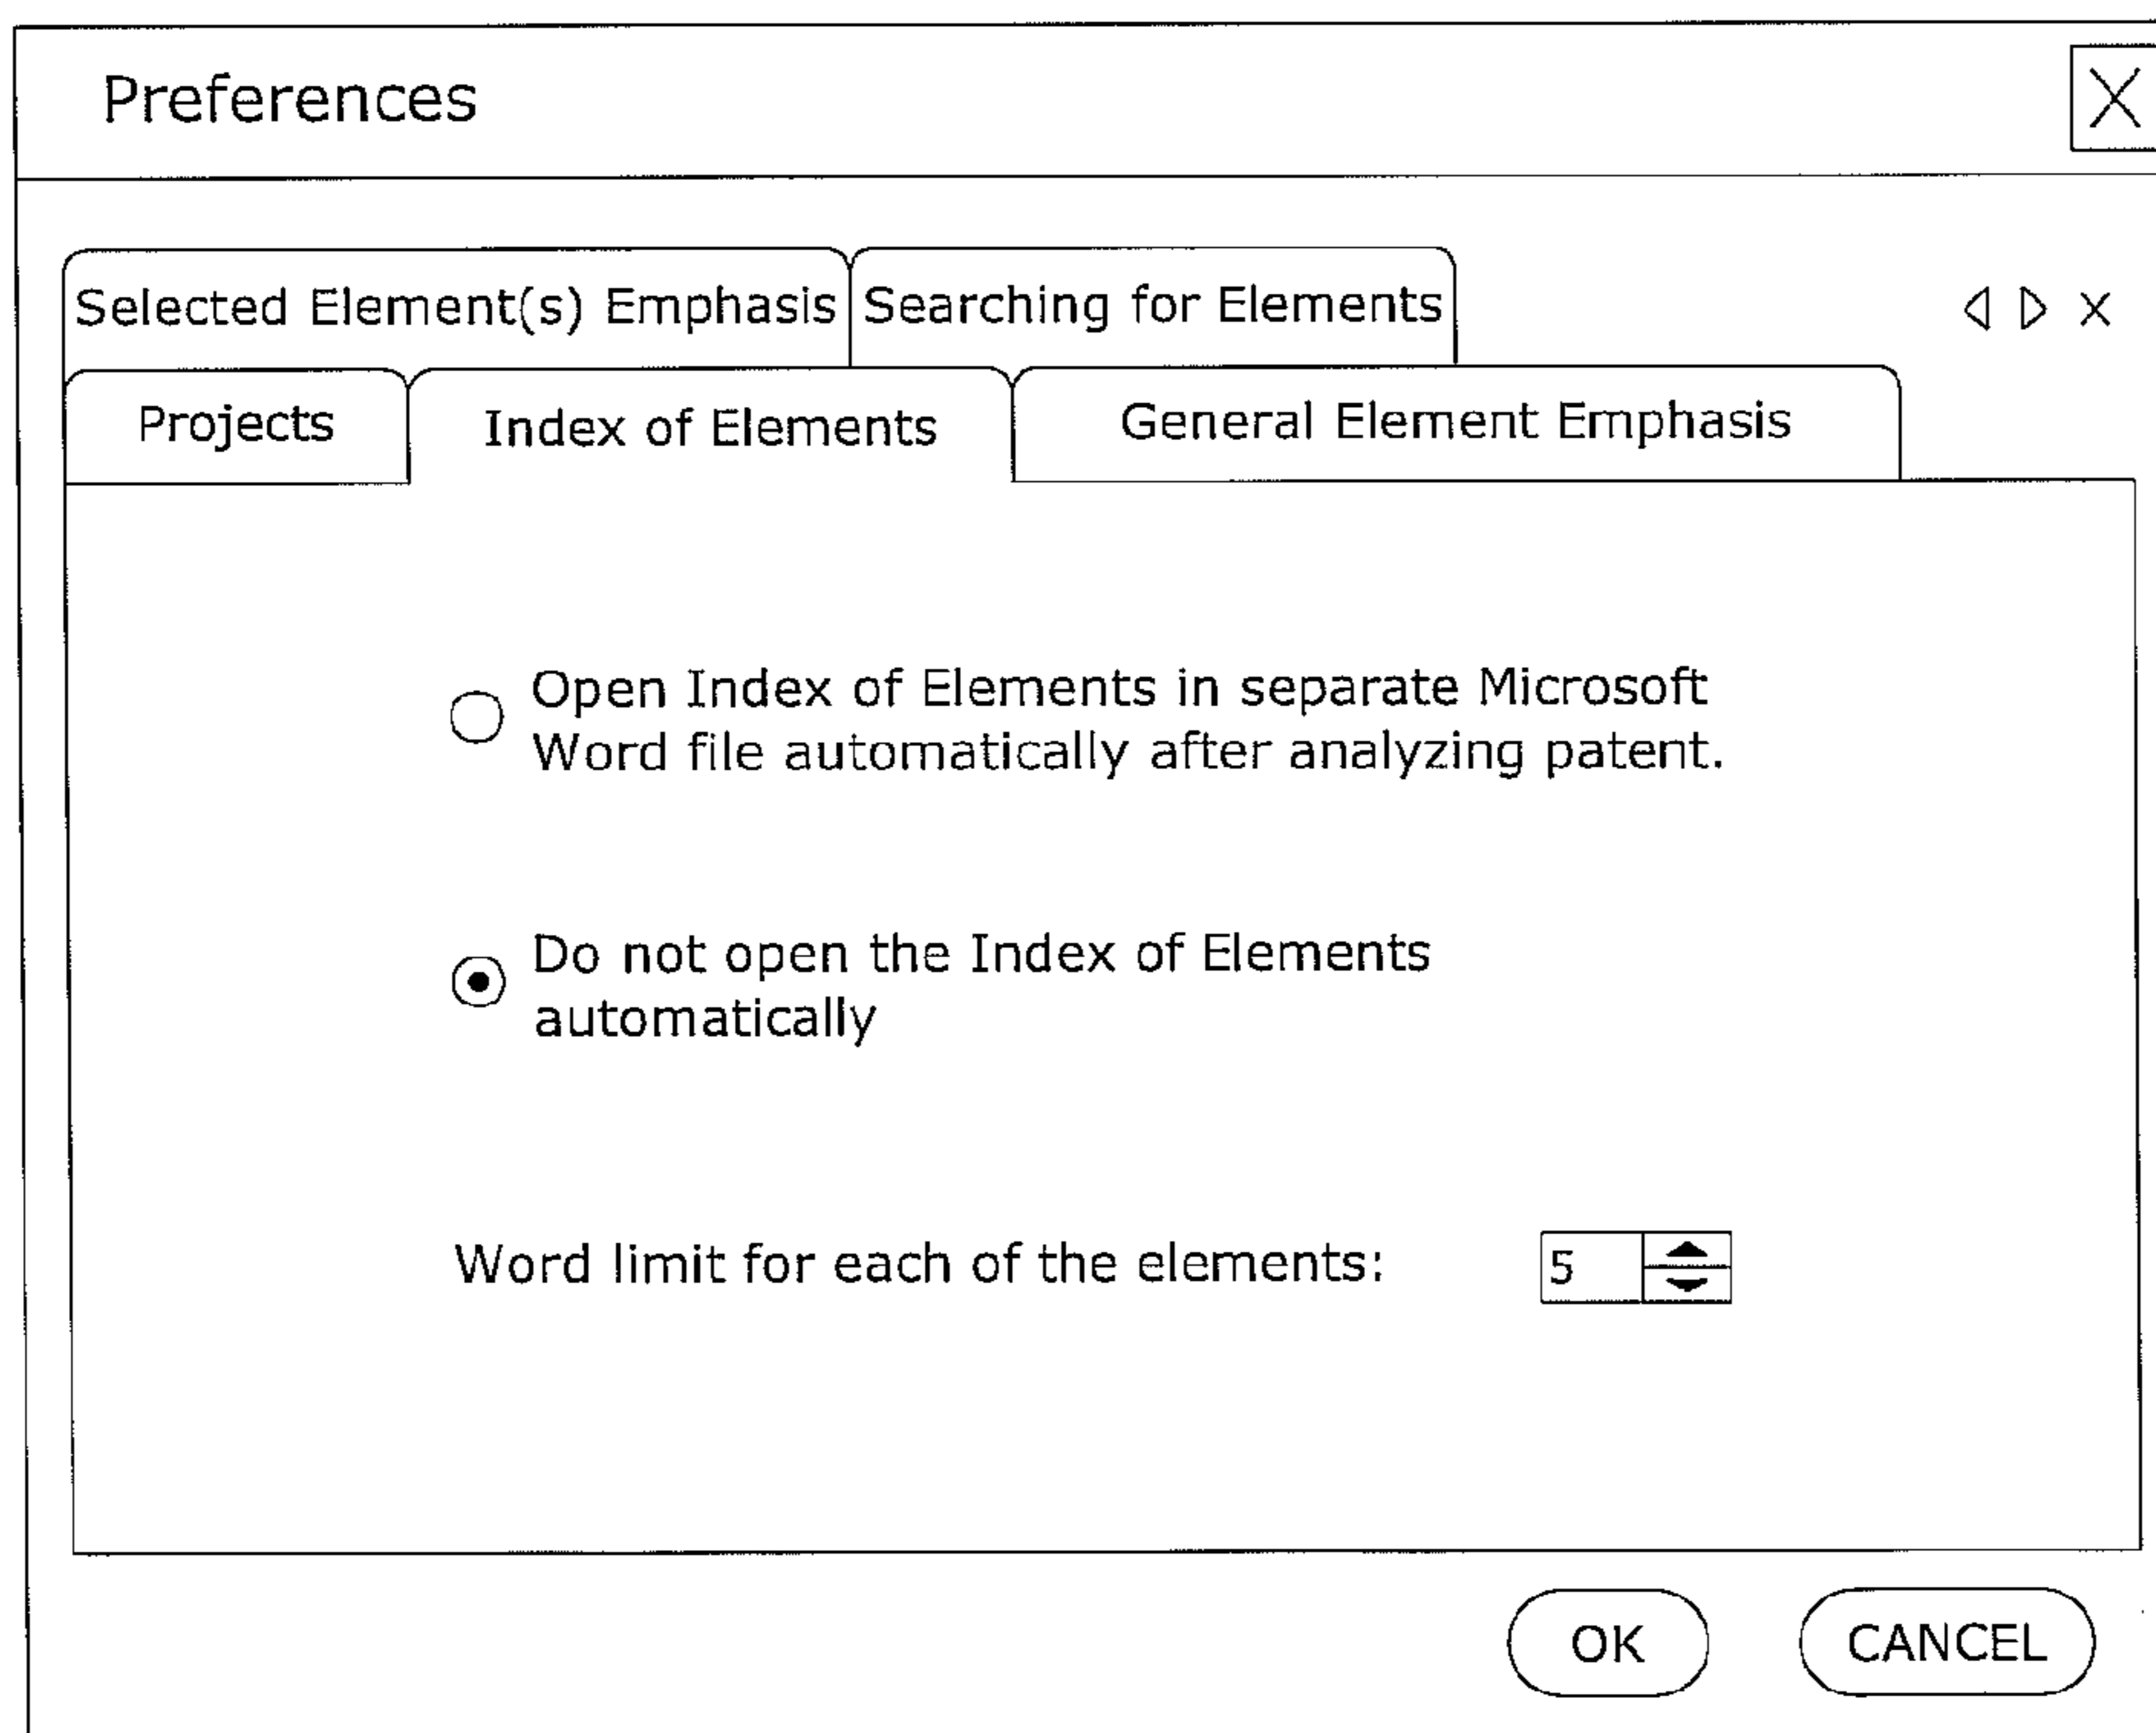 Preferences
Selected Element(s) Emphasis Searching for Elements
Projects Index of Elements General Element Emphasis
Open Index of Elements in separate Microsoft
Word file automatically after analyzing patent.
Do not open the Index of Elements
automatically
Word limit for each of the elements: 5
OK CANCEL